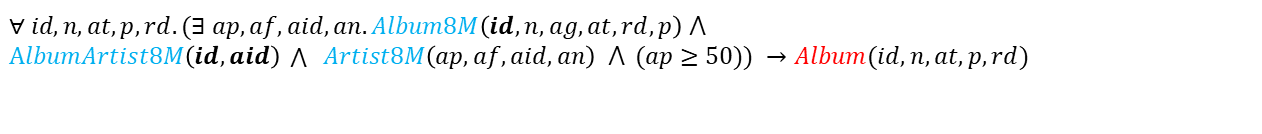 ∀ id, n, at, p, rd. (∃ ap, af, aid, an. Album8M(id, n, ag, at, rd, p) ⋀
AlbumArtist8M(id, aid) ⋀ Artist8M(ap, af, aid, an) ⋀ (ap ≥ 50)) → Album(id, n, at, p, rd)